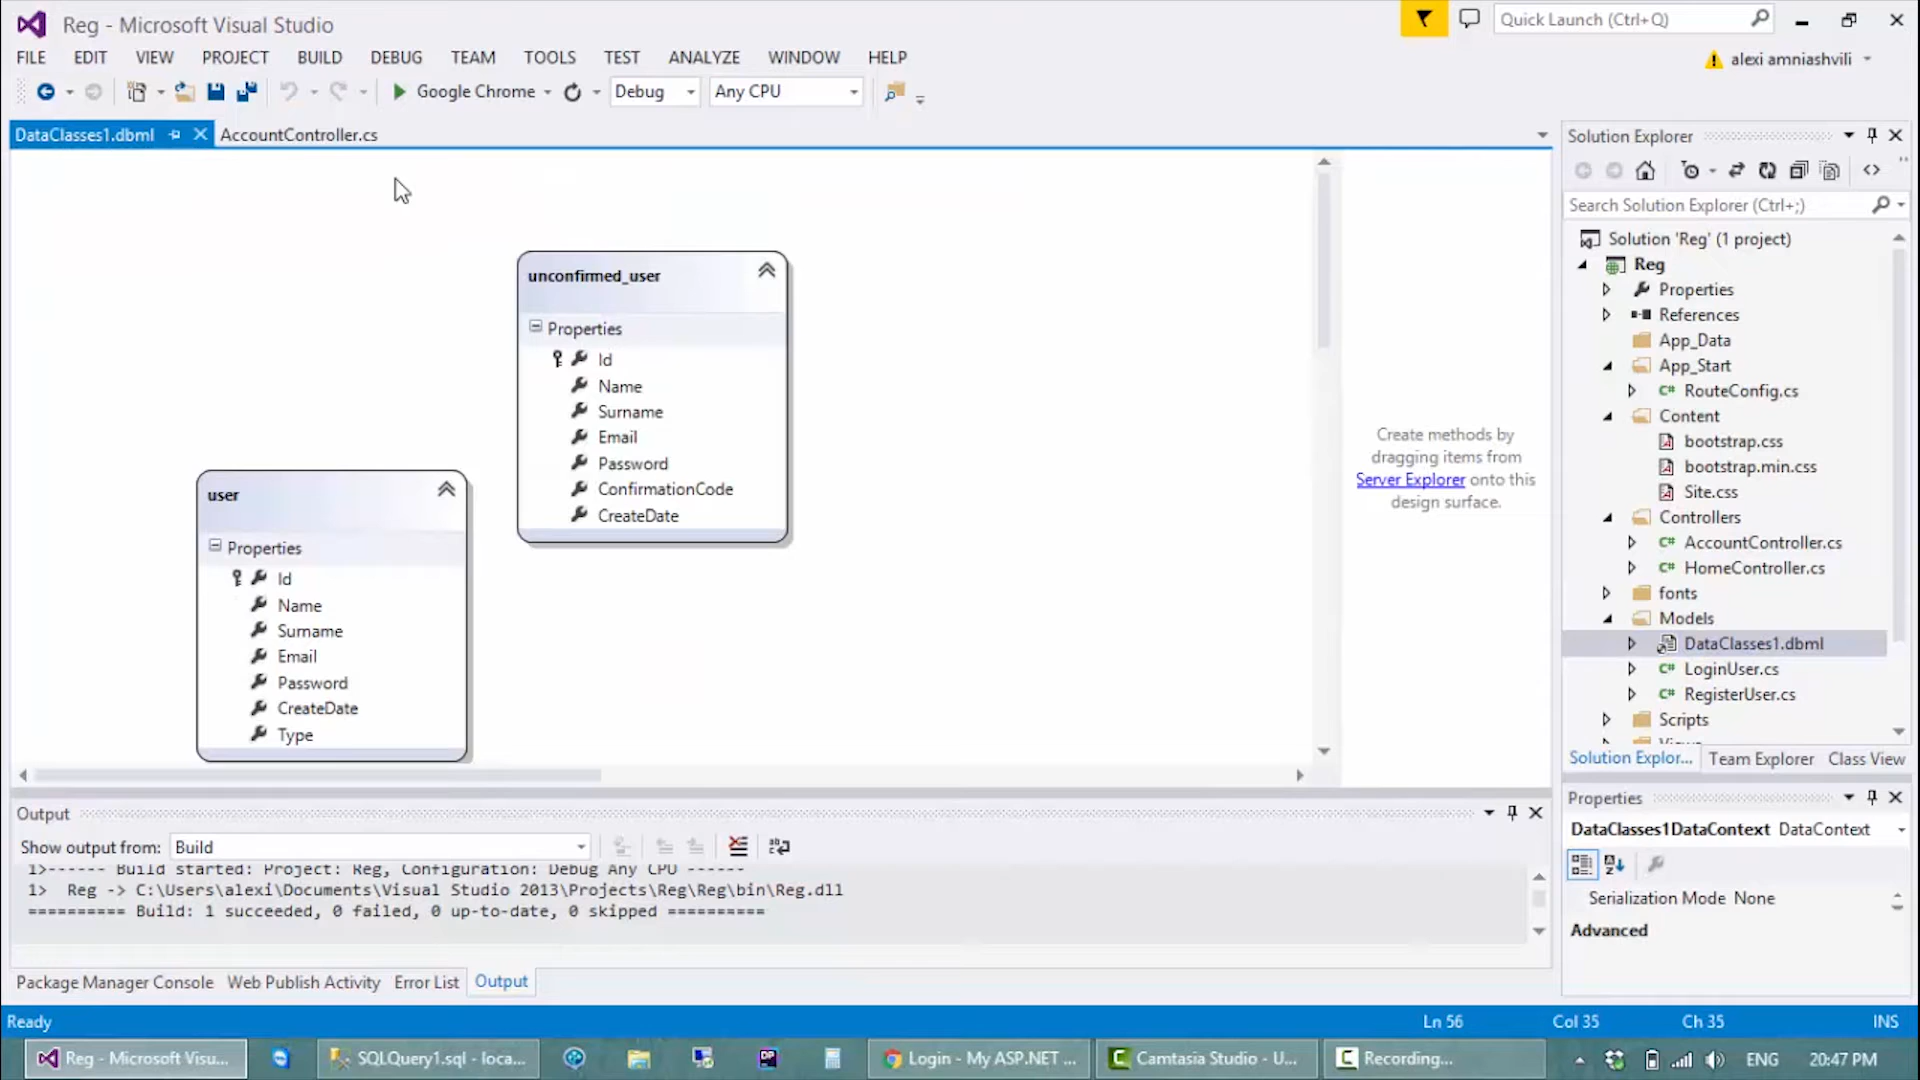 Reg - Microsoft Visual Studio
Quick Launch (Ctrl+Q)
FILE EDIT VIEW PROJECT BUILD DEBUG TEAM TOOLS TEST ANALYZE WINDOW HELP
alexi amniashvili
Google Chrome
Debug
Any CPU
DataClasses1.dbml
AccountController.cs
unconfirmed_user
Properties
Id
Name
Surname
Email
Password
ConfirmationCode
CreateDate
user
Properties
Id
Name
Surname
Email
Password
CreateDate
Type
Create methods by
dragging items from
Server Explorer onto this
design surface.
Solution Explorer
Search Solution Explorer (Ctrl+;)
Solution 'Reg' (1 project)
Reg
Properties
References
App_Data
App_Start
RouteConfig.cs
Content
bootstrap.css
bootstrap.min.css
Site.css
Controllers
AccountController.cs
HomeController.cs
fonts
Models
DataClasses1.dbml
LoginUser.cs
RegisterUser.cs
Scripts
Solution Explor... Team Explorer Class View
Properties
DataClasses1DataContext DataContext
Serialization Mode None
Advanced
Output
Show output from: Build
1>------ Build started: Project: Reg, Configuration: Debug Any CPU ------
1>  Reg -> C:\Users\alexi\Documents\Visual Studio 2013\Projects\Reg\Reg\bin\Reg.dll
========== Build: 1 succeeded, 0 failed, 0 up-to-date, 0 skipped ==========
Package Manager Console Web Publish Activity Error List Output
Ready
Ln 56
Col 35
Ch 35
INS
Reg - Microsoft Visu...
SQLQuery1.sql - loca...
DP
Login - My ASP.NET ...
Camtasia Studio - U...
Recording...
ENG
20:47 PM